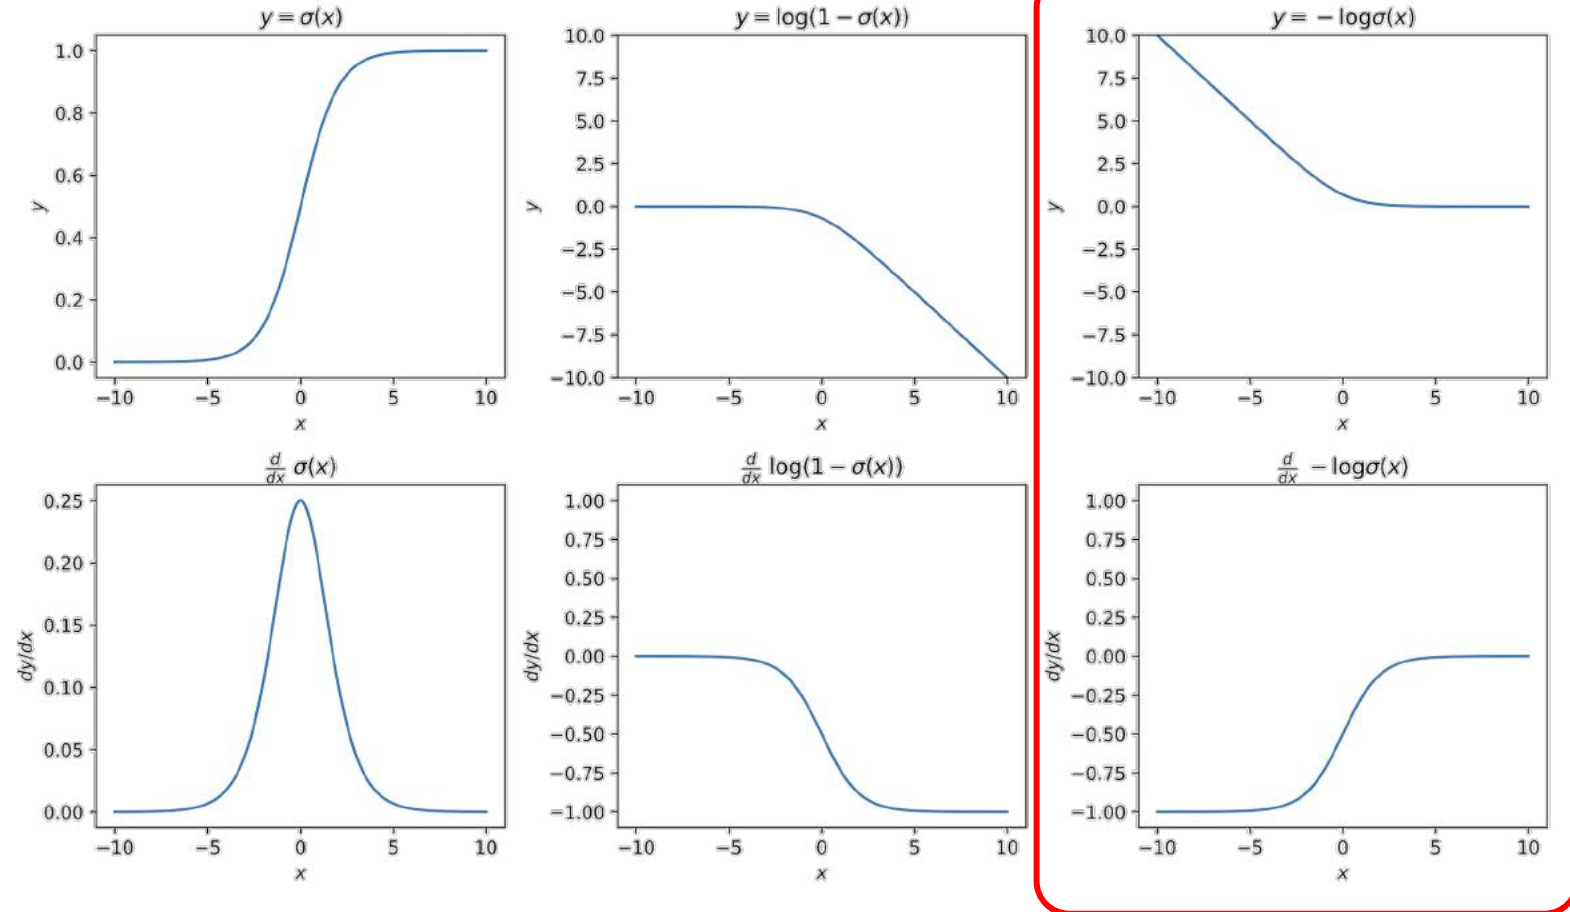 y = σ(x)
1.0
0.8
0.6
0.4
0.2
0.0
y
−10 −5 0 5 10
x
y = log(1 − σ(x))
10.0
7.5
5.0
2.5
0.0
−2.5
−5.0
−7.5
−10.0
y
−10 −5 0 5 10
x
y = − logσ(x)
10.0
7.5
5.0
2.5
0.0
−2.5
−5.0
−7.5
−10.0
y
−10 −5 0 5 10
x
d/dx σ(x)
0.25
0.20
0.15
0.10
0.05
0.00
dy/dx
−10 −5 0 5 10
x
d/dx log(1 − σ(x))
1.00
0.75
0.50
0.25
0.00
−0.25
−0.50
−0.75
−1.00
dy/dx
−10 −5 0 5 10
x
d/dx − logσ(x)
1.00
0.75
0.50
0.25
0.00
−0.25
−0.50
−0.75
−1.00
dy/dx
−10 −5 0 5 10
x